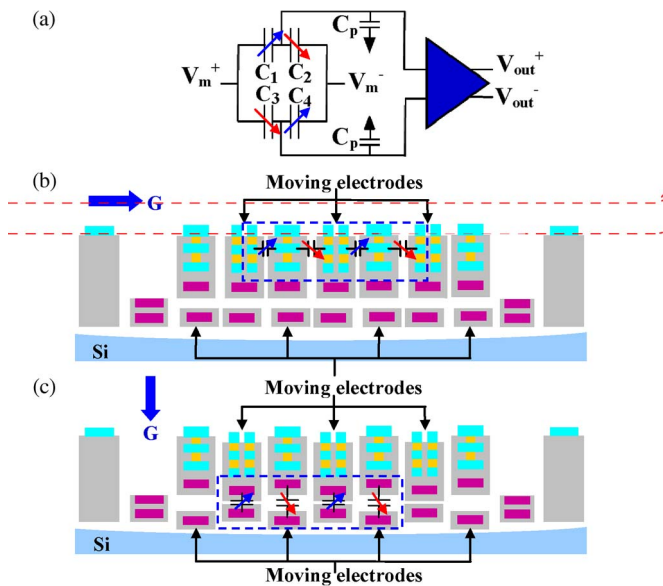 (a)
Cp
Vm+
C1 C2
Vm-
C3 C4
Vout+
Vout-
Cp
(b)
Moving electrodes
G
Si
Moving electrodes
(c)
G
Si
Moving electrodes